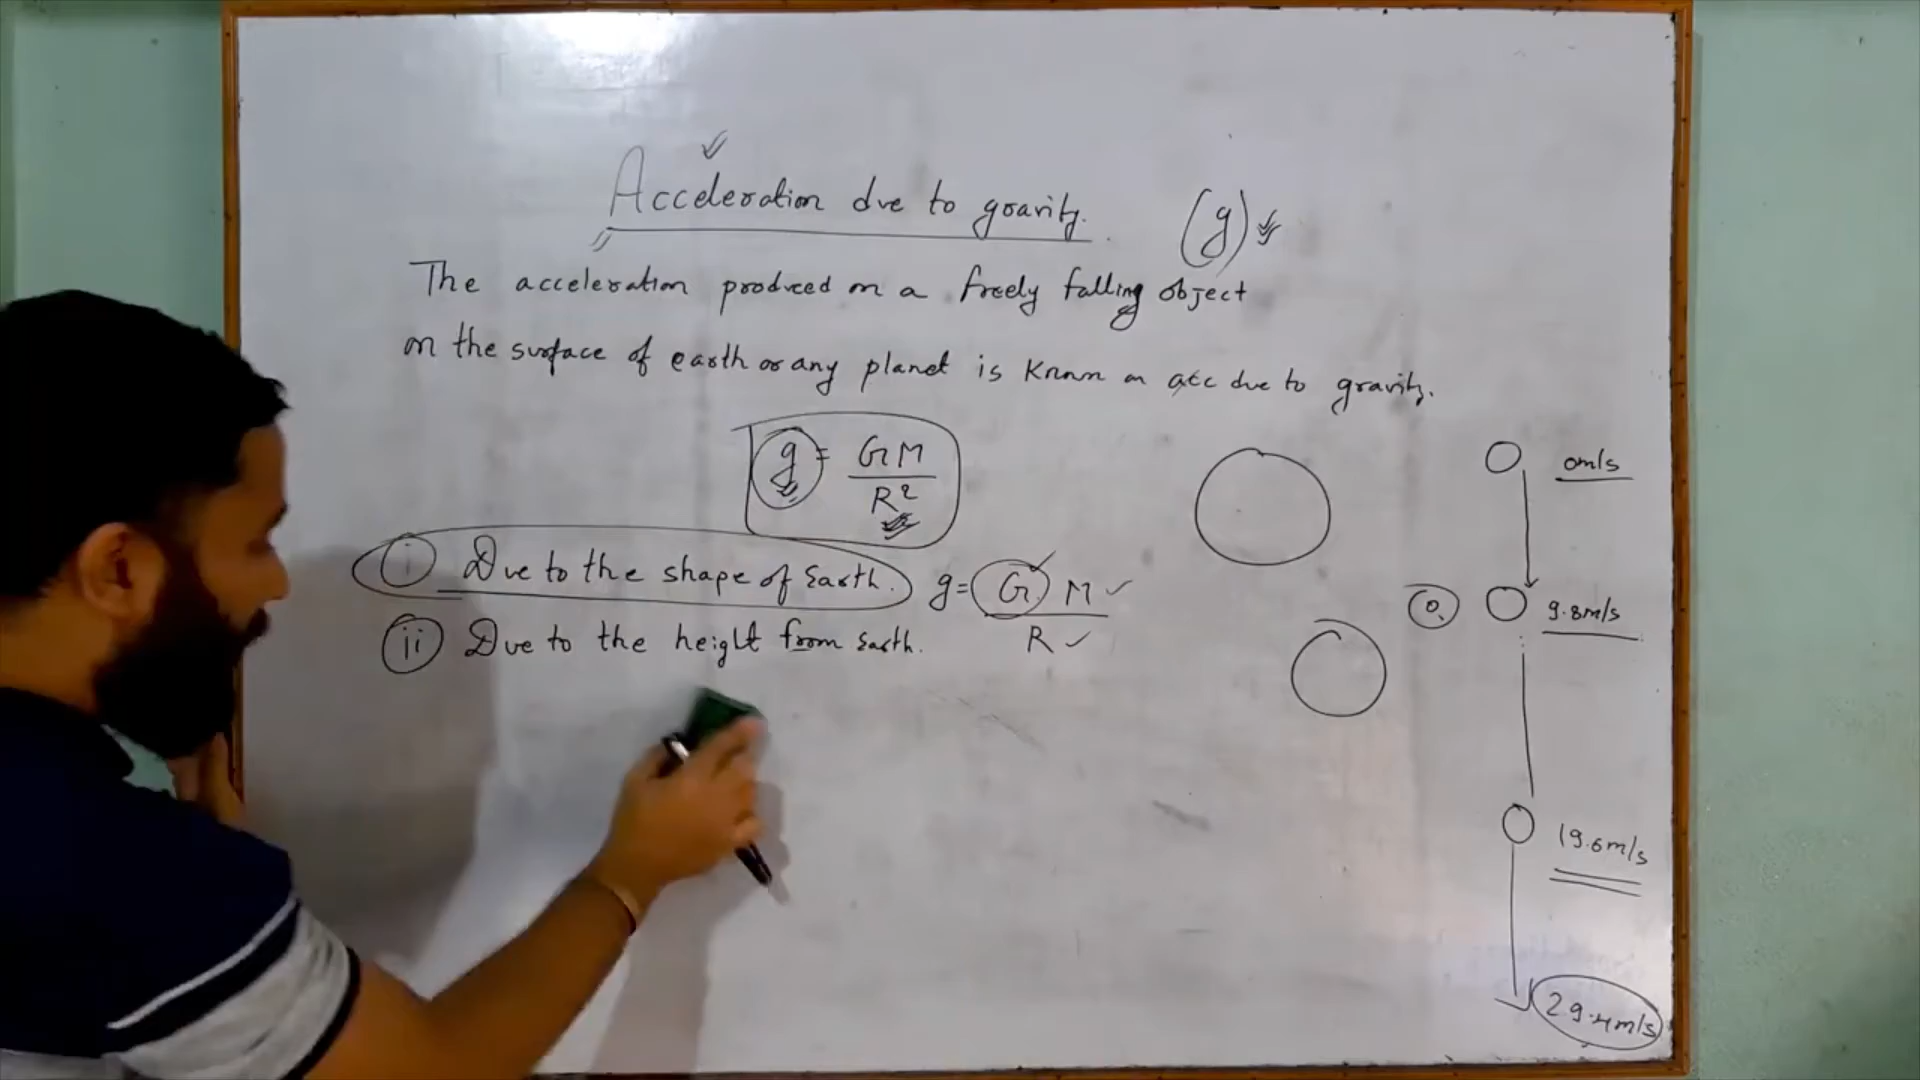 Acceleration due to gravity. (g)
The acceleration produced on a freely falling object
on the surface of earth or any planet is known as acc due to gravity.
g = GM / R²
i Due to the shape of Earth. g = G. M / R
ii Due to the height from Earth.
0m/s
9.8m/s
19.6m/s
29.4m/s